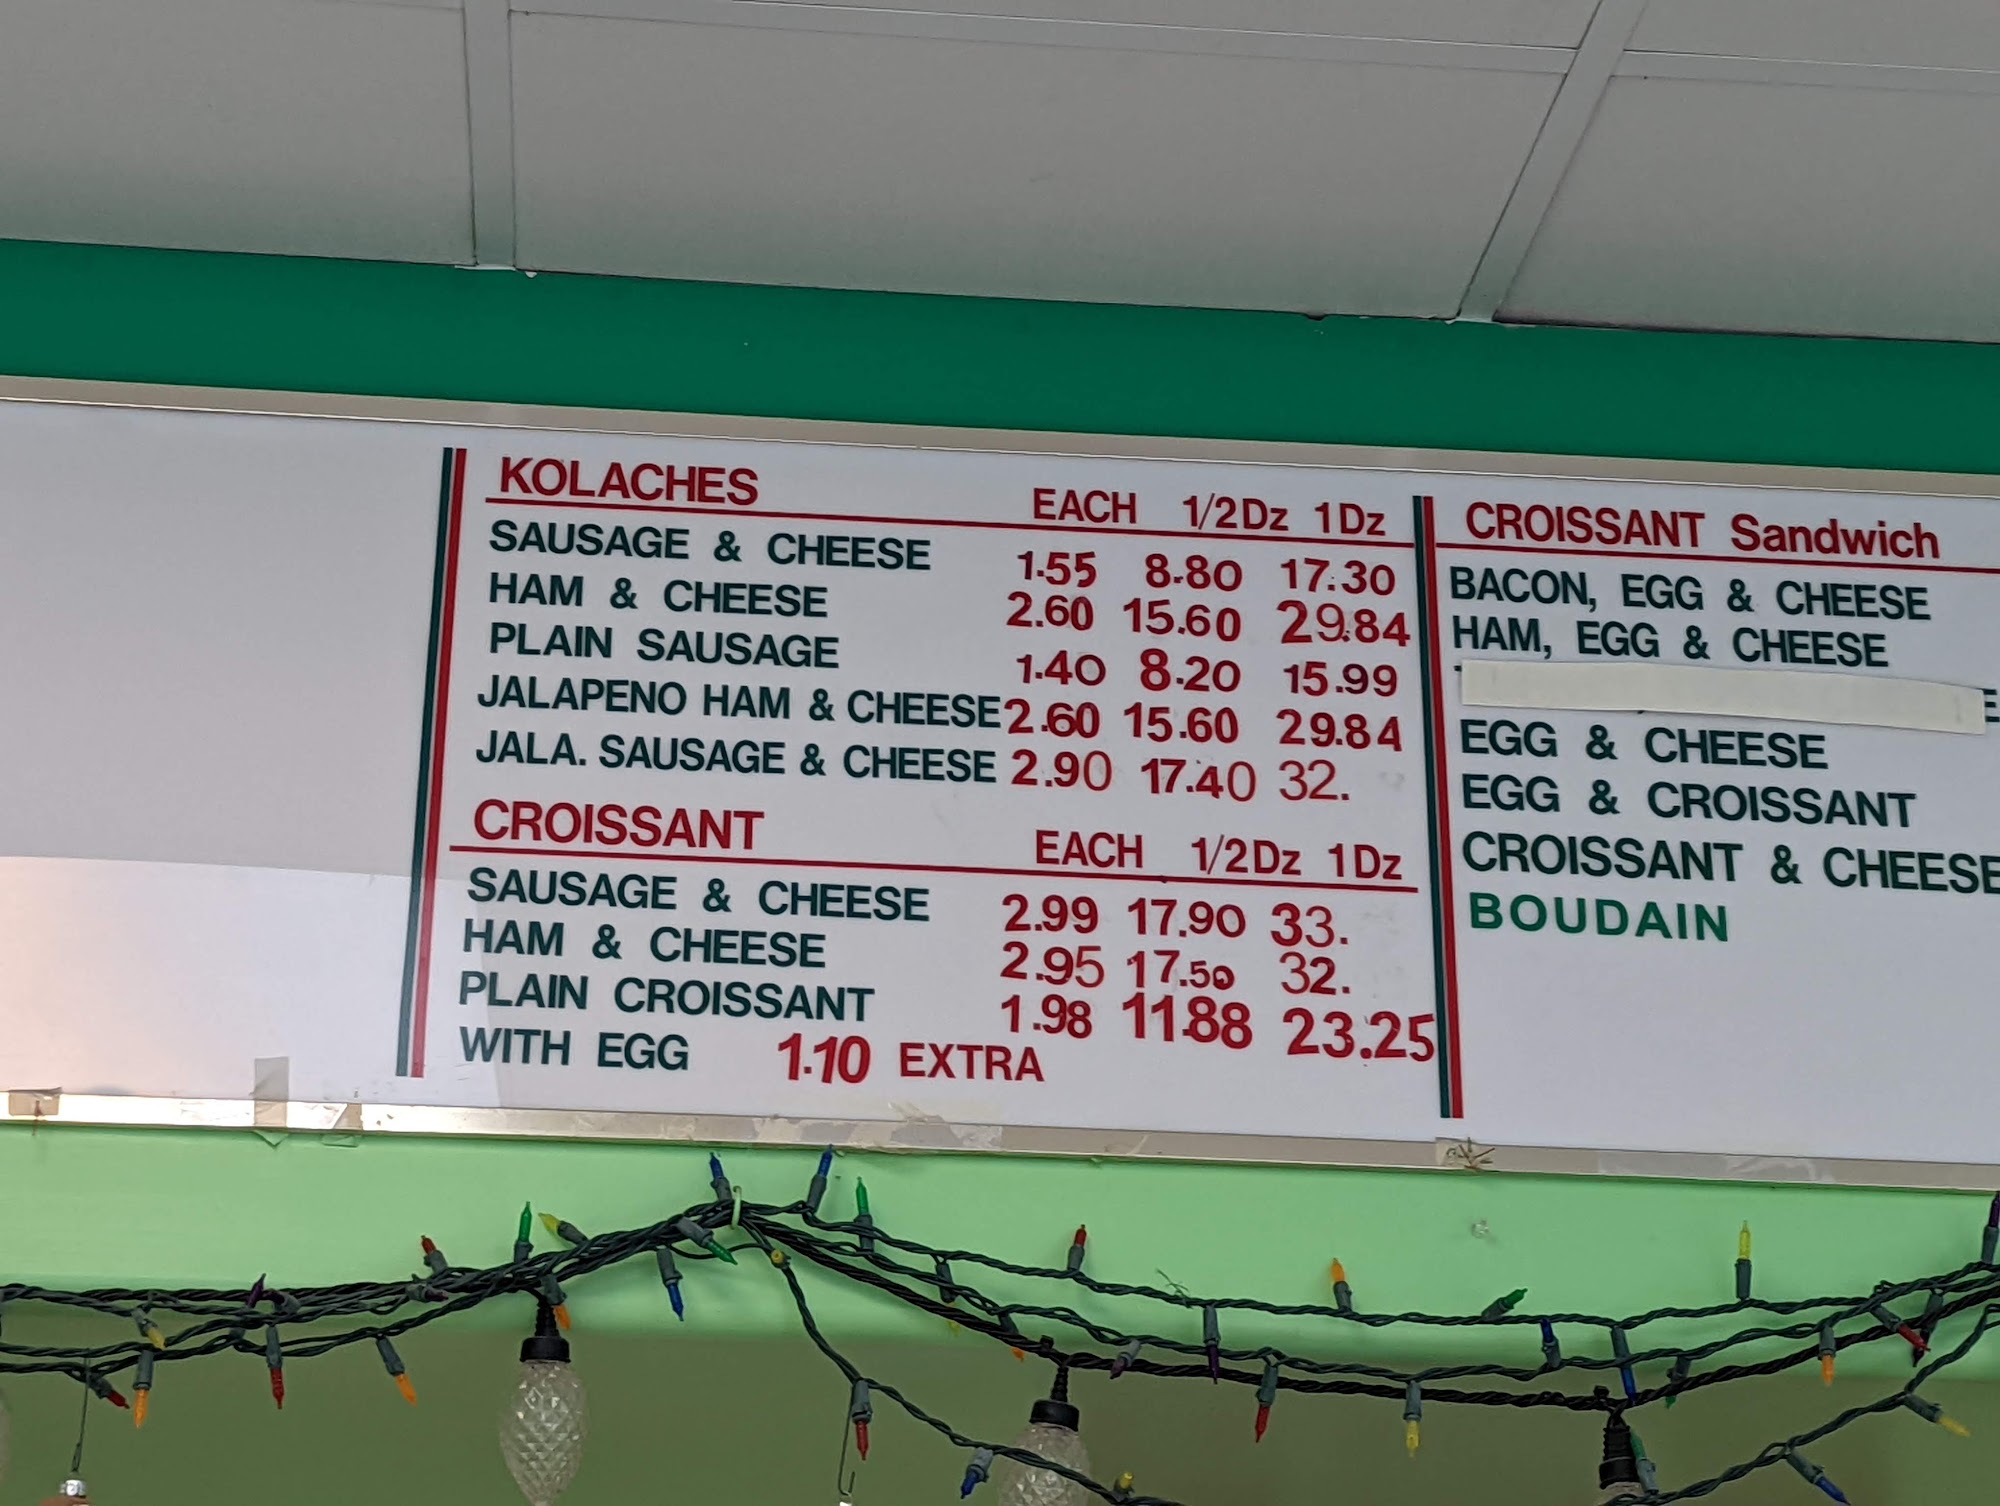 KOLACHES EACH 1/2Dz 1Dz
SAUSAGE & CHEESE 1.55 8.80 17.30
HAM & CHEESE 2.60 15.60 29.84
PLAIN SAUSAGE 1.40 8.20 15.99
JALAPENO HAM & CHEESE 2.60 15.60 29.84
JALA. SAUSAGE & CHEESE 2.90 17.40 32.
CROISSANT EACH 1/2Dz 1Dz
SAUSAGE & CHEESE 2.99 17.90 33.
HAM & CHEESE 2.95 17.50 32.
PLAIN CROISSANT 1.98 11.88 23.25
WITH EGG 1.10 EXTRA
CROISSANT Sandwich
BACON, EGG & CHEESE
HAM, EGG & CHEESE
EGG & CHEESE
EGG & CROISSANT
CROISSANT & CHEESE
BOUDAIN